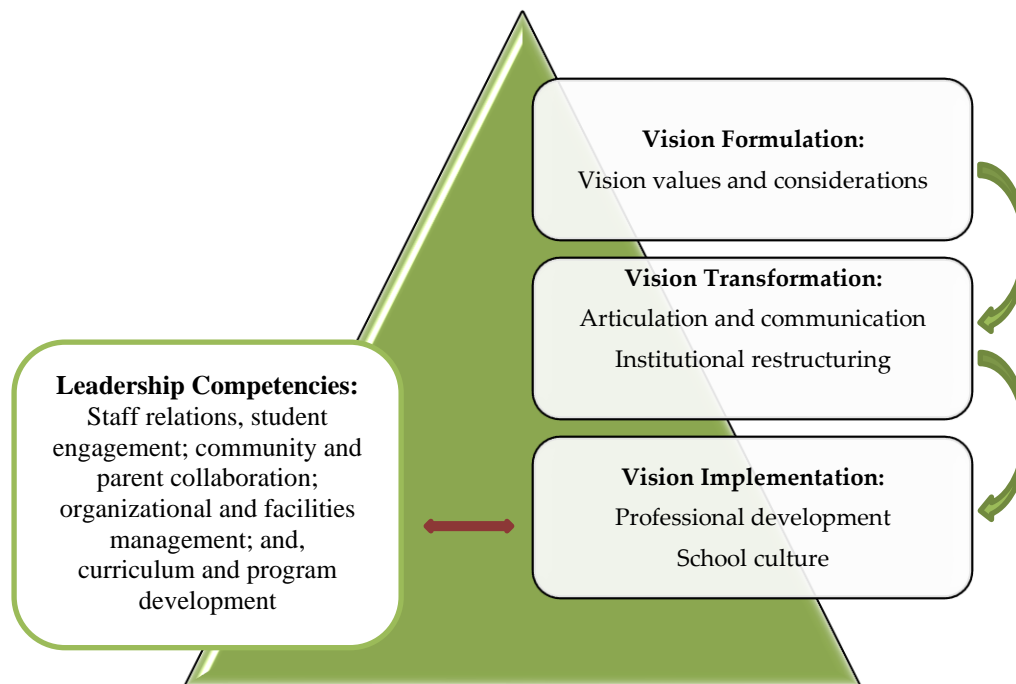 Vision Formulation:
Vision values and considerations
Vision Transformation:
Articulation and communication
Institutional restructuring
Leadership Competencies:
Staff relations, student
engagement; community and
parent collaboration;
organizational and facilities
management; and,
curriculum and program
development
Vision Implementation:
Professional development
School culture